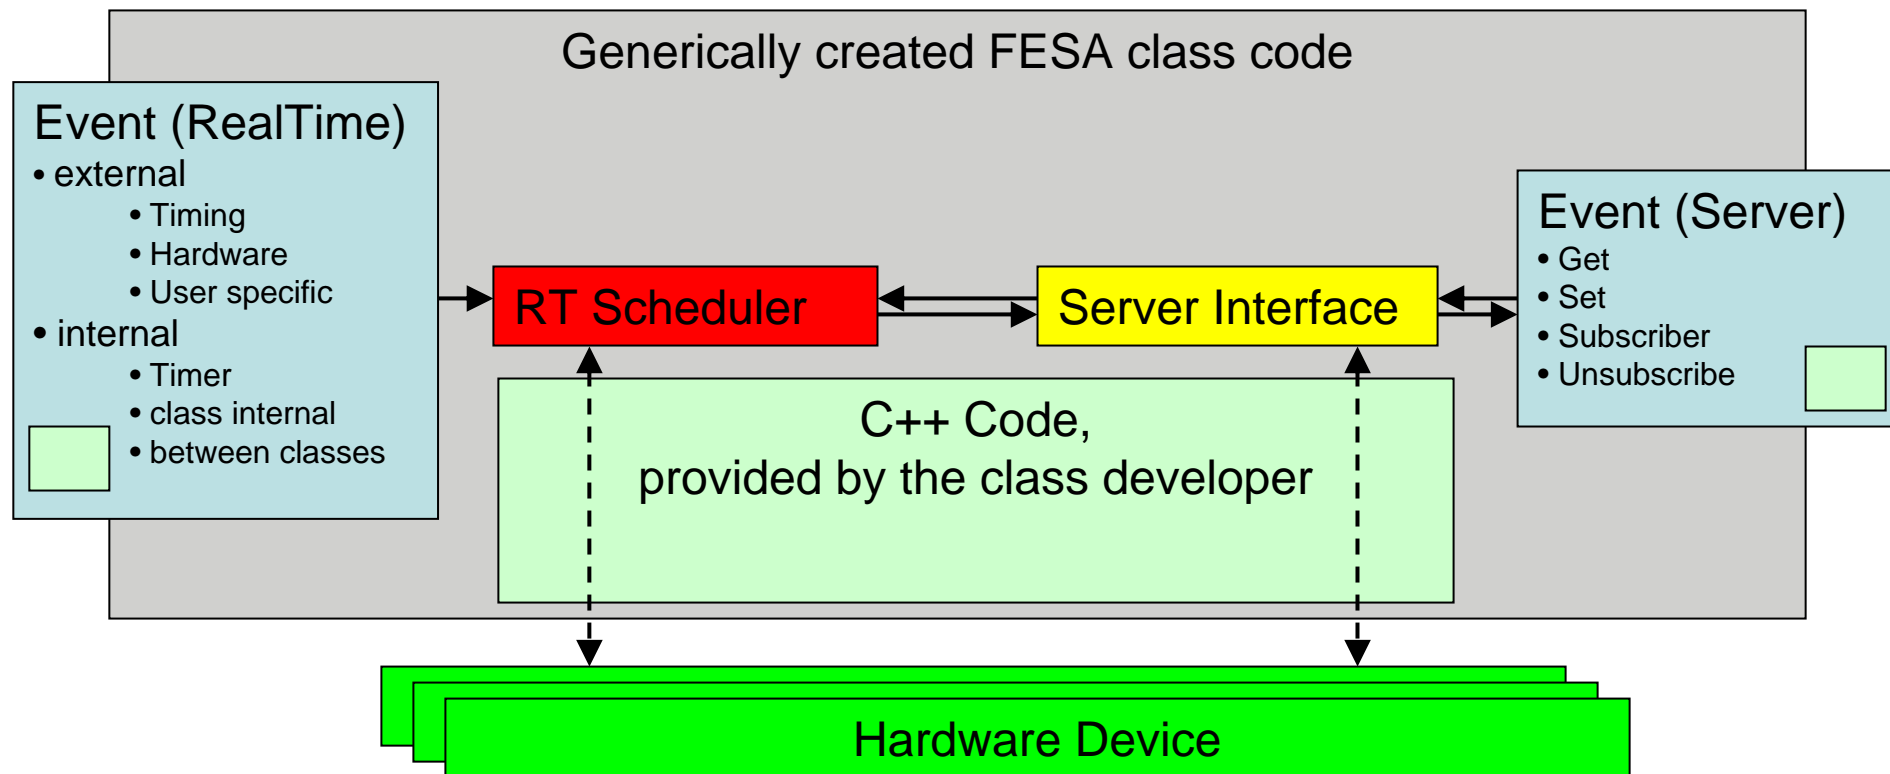 Generically created FESA class code
Event (RealTime)
• external
• Timing
• Hardware
• User specific
• internal
• Timer
• class internal
• between classes
RT Scheduler
Server Interface
Event (Server)
• Get
• Set
• Subscriber
• Unsubscribe
C++ Code,
provided by the class developer
Hardware Device